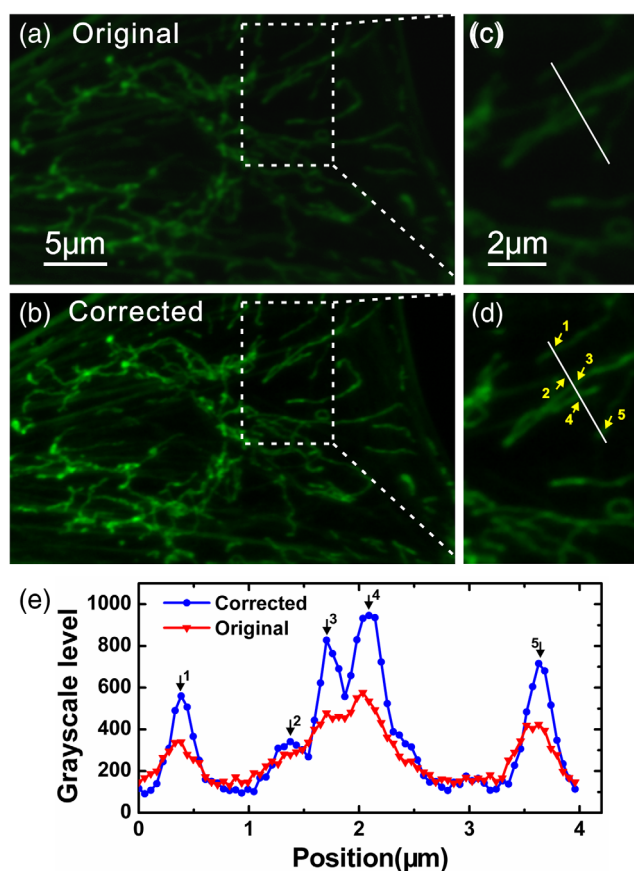 (a) Original
5μm
(c)
2μm
(b) Corrected
(d)
1
3
2
4
5
(e)
Corrected
Original
1
2
3
4
5
Grayscale level
1000
800
600
400
200
0
0
1
2
3
4
Position(μm)